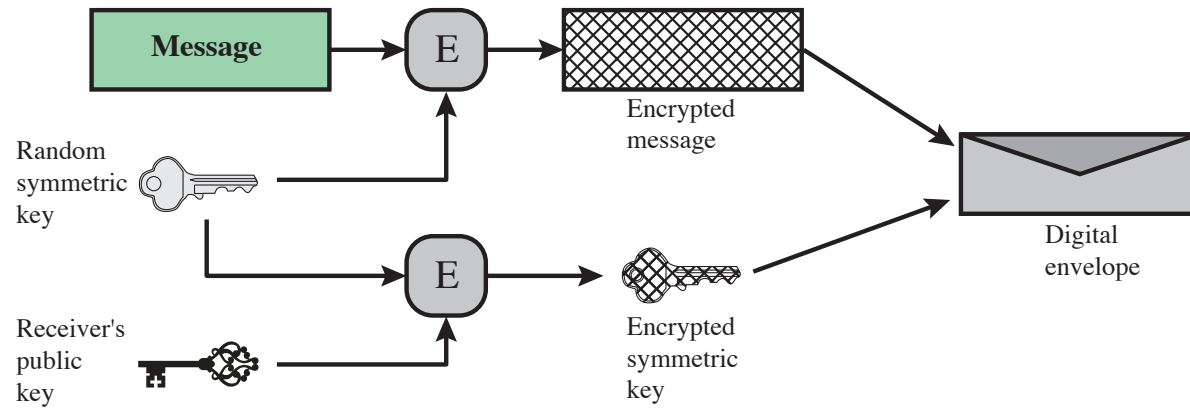 Message
E
Encrypted
message
Random
symmetric
key
Digital
envelope
E
Receiver's
public
key
Encrypted
symmetric
key